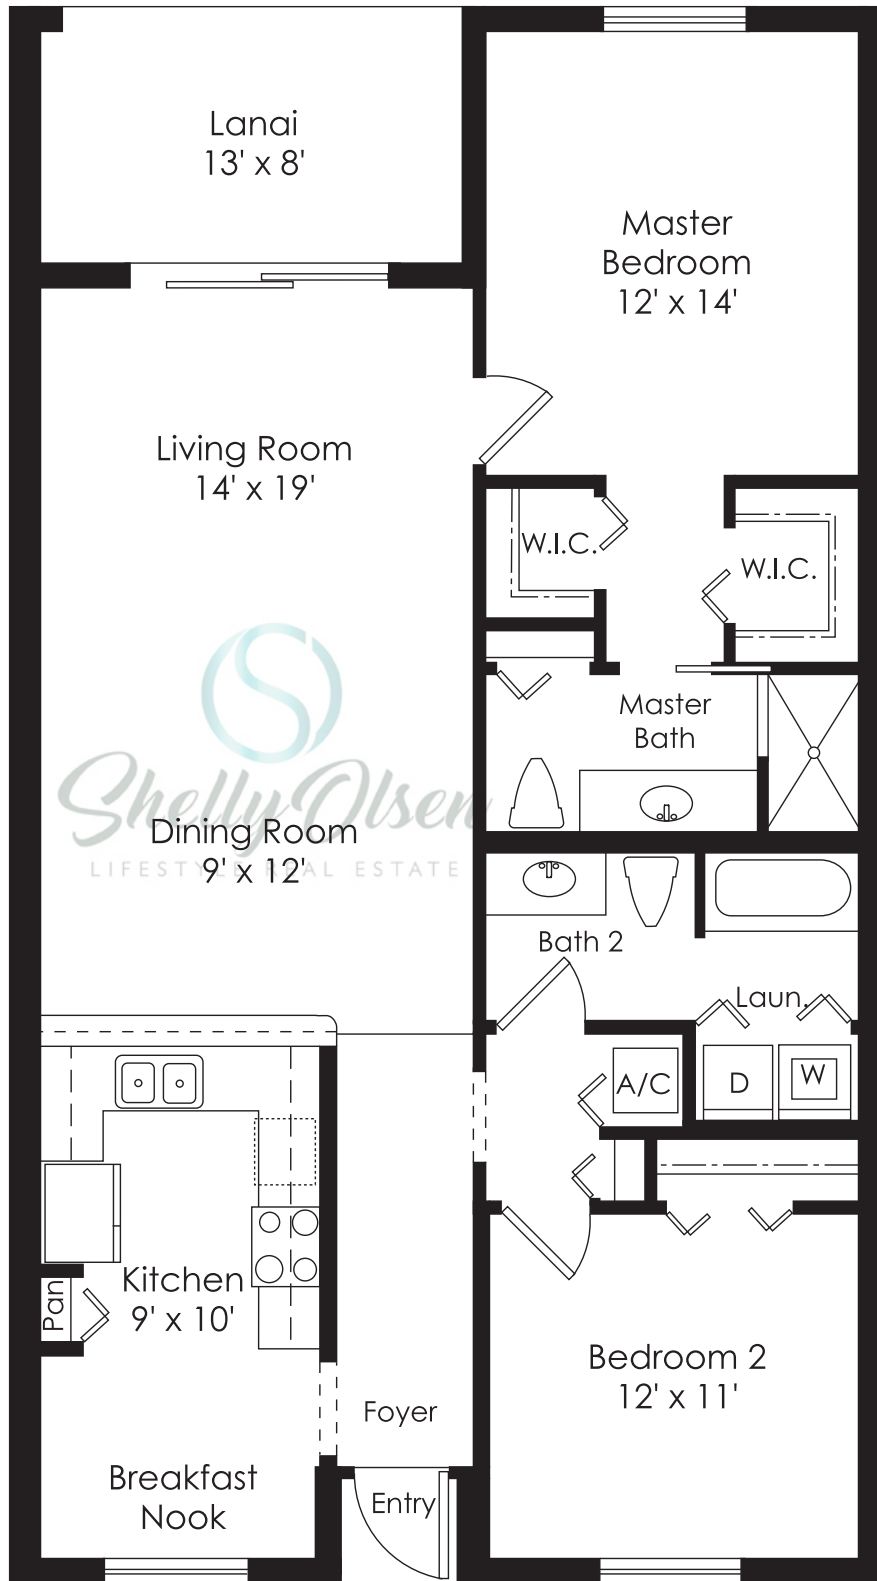 Lanai
13' x 8'
Master
Bedroom
12' x 14'
Living Room
14' x 19'
W.I.C.
W.I.C.
Master
Bath
Shelly Olsen
LIFESTYLE REAL ESTATE
Dining Room
9' x 12'
Bath 2
Laun.
A/C
D
W
Kitchen
9' x 10'
Pan
Bedroom 2
12' x 11'
Foyer
Breakfast
Nook
Entry